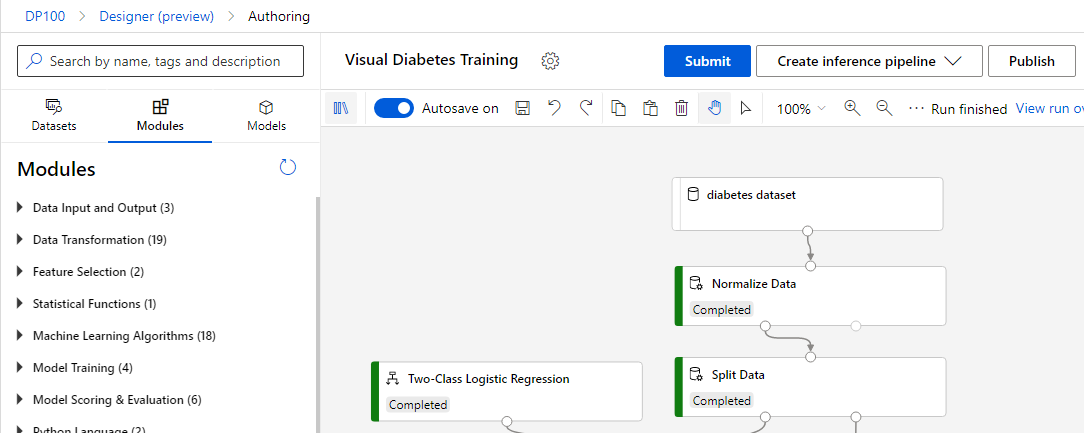 DP100 > Designer (preview) > Authoring
Search by name, tags and description
Visual Diabetes Training
Submit
Create inference pipeline
Publish
Datasets
Modules
Models
Autosave on
100%
Run finished
View run ov
Modules
Data Input and Output (3)
Data Transformation (19)
Feature Selection (2)
Statistical Functions (1)
Machine Learning Algorithms (18)
Model Training (4)
Model Scoring & Evaluation (6)
Python Language (2)
diabetes dataset
Normalize Data
Completed
Split Data
Completed
Two-Class Logistic Regression
Completed